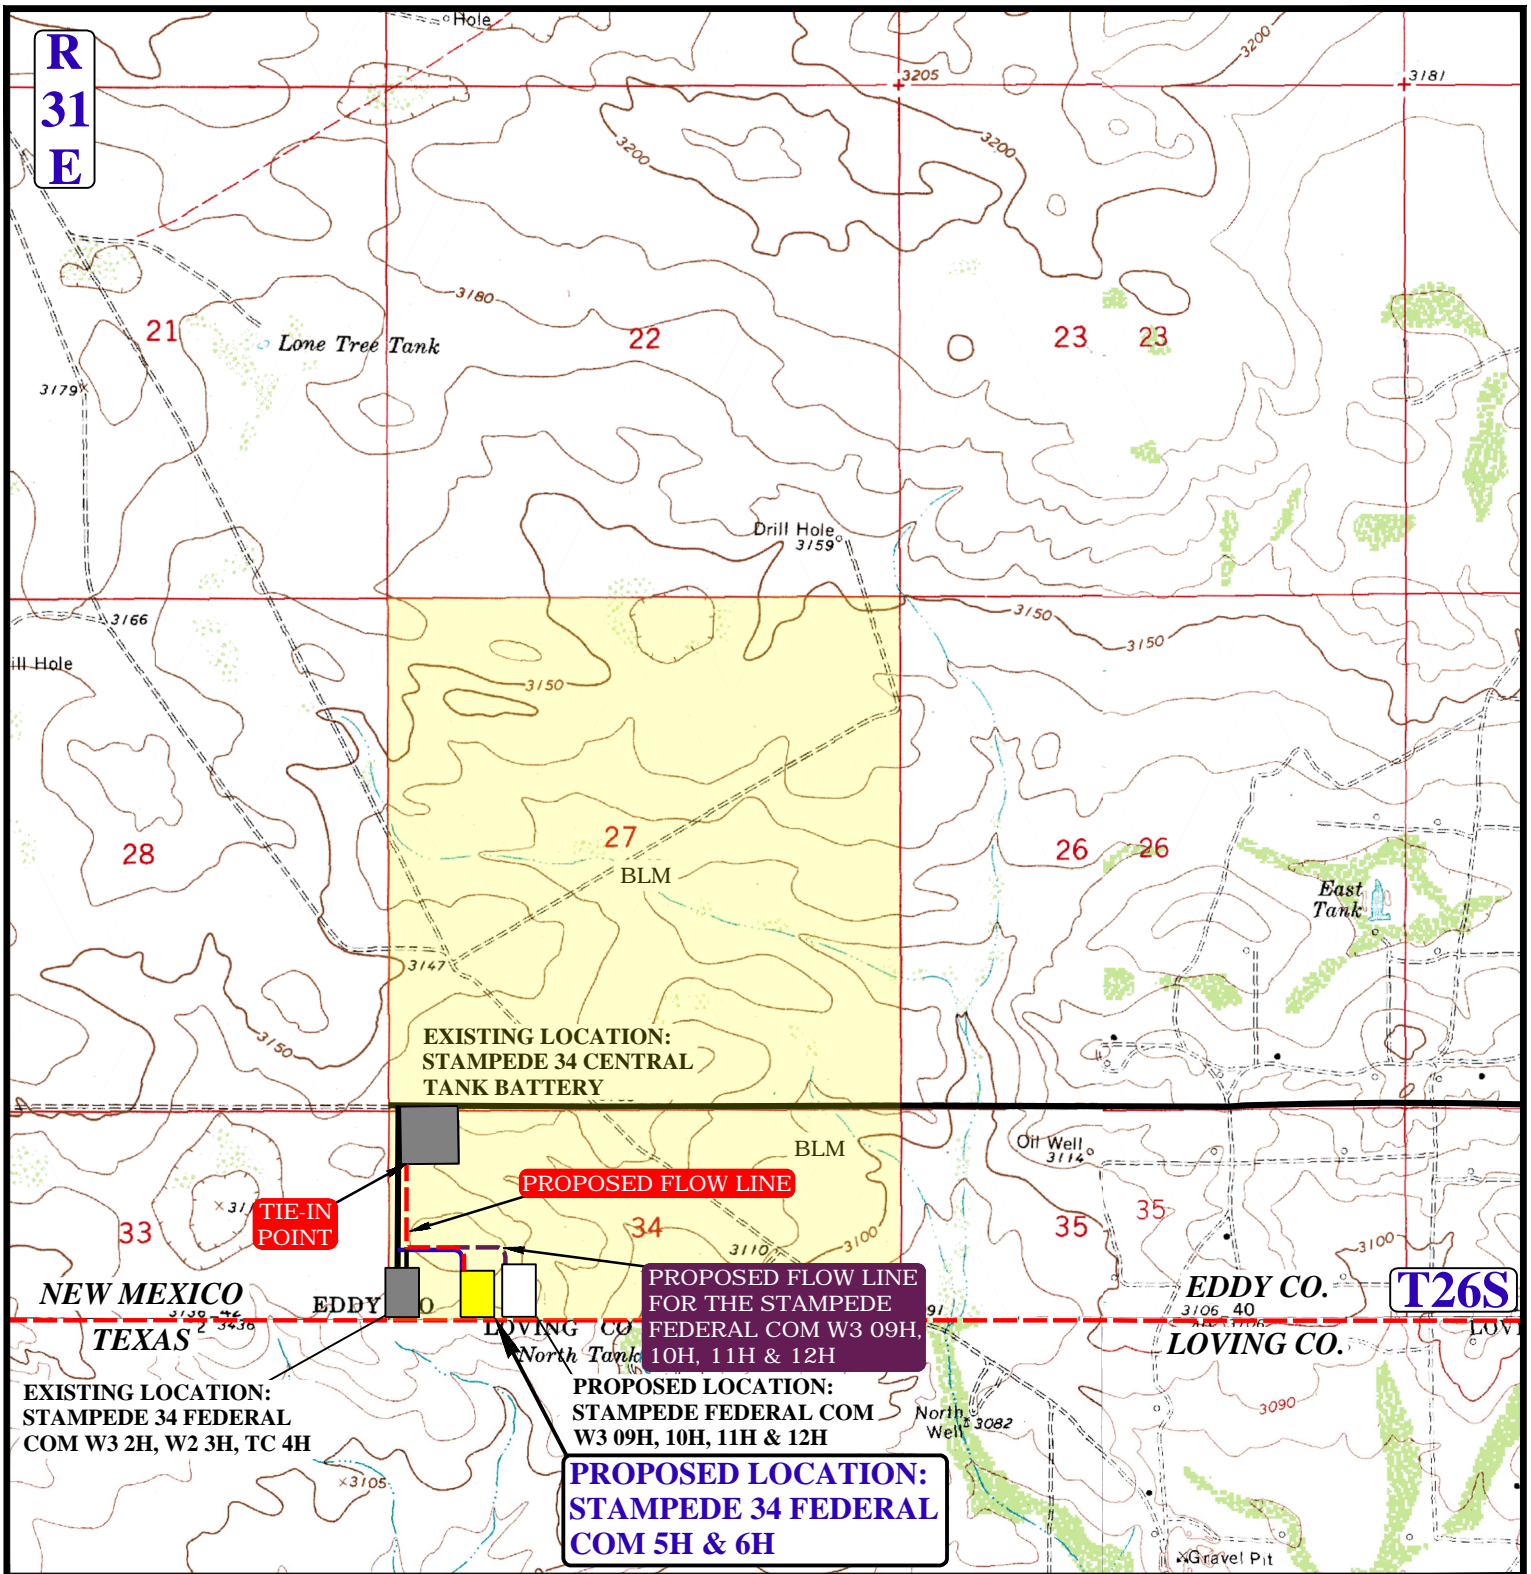 R
31
E
Hole
3205
3181
3200
3200
3200
3180
21
Lone Tree Tank
22
23
23
3179
Drill Hole
3159
3166
ill Hole
3150
3150
3150
28
27
BLM
26
26
East
Tank
3147
3150
EXISTING LOCATION:
STAMPEDE 34 CENTRAL
TANK BATTERY
BLM
Oil Well
3114
TIE-IN
POINT
PROPOSED FLOW LINE
33
34
35
35
3110
3100
3100
PROPOSED FLOW LINE
FOR THE STAMPEDE
FEDERAL COM W3 09H,
10H, 11H & 12H
NEW MEXICO
TEXAS
EDDY
O
LOVING CO
North Tank
91
EDDY CO.
3106
40
LOVING CO.
T26S
LOVI
EXISTING LOCATION:
STAMPEDE 34 FEDERAL
COM W3 2H, W2 3H, TC 4H
PROPOSED LOCATION:
STAMPEDE FEDERAL COM
W3 09H, 10H, 11H & 12H
North
Well
3082
3090
3105
PROPOSED LOCATION:
STAMPEDE 34 FEDERAL
COM 5H & 6H
Gravel Pit